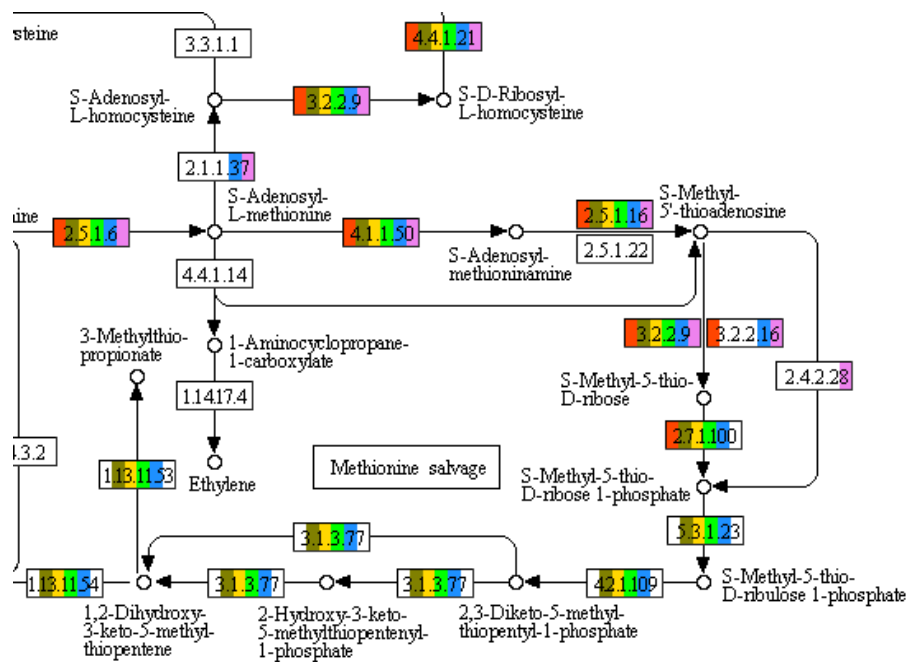 ysteine
3.3.1.1
4.4.1.21
S-Adenosyl-
L-homocysteine
3.2.2.9
S-D-Ribosyl-
L-homocysteine
2.1.1.37
S-Adenosyl-
L-methionine
S-Methyl-
5'-thioadenosine
nine
2.5.1.6
4.1.1.50
2.5.1.16
S-Adenosyl-
methioninamine
2.5.1.22
4.4.1.14
3-Methylthio-
propionate
1-Aminocyclopropane-
1-carboxylate
3.2.2.9
3.2.2.16
S-Methyl-5-thio-
D-ribose
2.4.2.28
1.14.17.4
2.7.1.100
4.3.2
Methionine salvage
1.13.11.53
Ethylene
S-Methyl-5-thio-
D-ribose 1-phosphate
3.1.3.77
5.3.1.23
1.13.11.54
3.1.3.77
3.1.3.77
4.2.1.109
S-Methyl-5-thio-
D-ribulose 1-phosphate
1,2-Dihydroxy-
3-keto-5-methyl-
thiopentene
2-Hydroxy-3-keto-
5-methylthiopentenyl-
1-phosphate
2,3-Diketo-5-methyl-
thiopentyl-1-phosphate